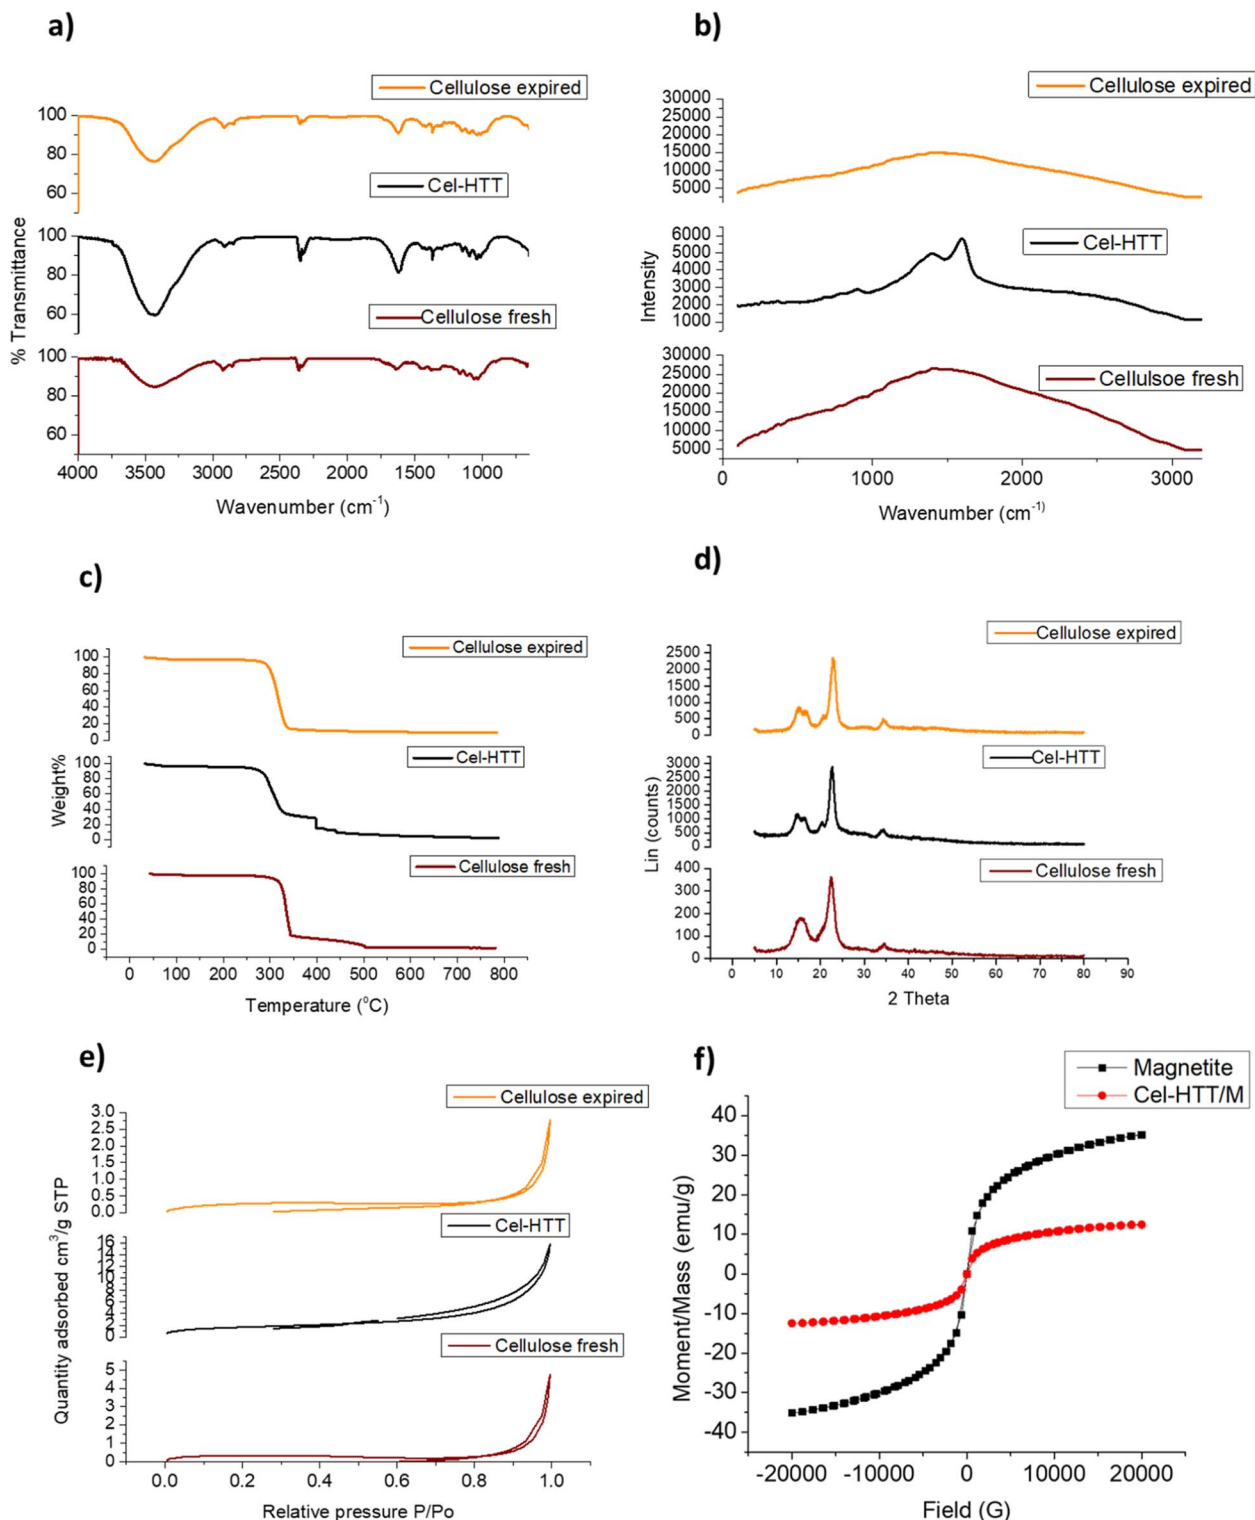 a)
Cellulose expired
100
80
60
Cel-HTT
100
80
60
Cellulose fresh
100
80
60
% Transmittance
4000 3500 3000 2500 2000 1500 1000
Wavenumber (cm⁻¹)
b)
Cellulose expired
30000
25000
20000
15000
10000
5000
Cel-HTT
6000
5000
4000
3000
2000
1000
Cellulsoe fresh
30000
25000
20000
15000
10000
5000
Intensity
0 1000 2000 3000
Wavenumber (cm⁻¹⁾
c)
Cellulose expired
100
80
60
40
20
0
Cel-HTT
100
80
60
40
20
0
Cellulose fresh
100
80
60
40
20
0
Weight%
0 100 200 300 400 500 600 700 800
Temperature (⁰C)
d)
Cellulose expired
2500
2000
1500
1000
500
0
Cel-HTT
3000
2500
2000
1500
1000
500
0
Cellulose fresh
400
300
200
100
0
Lin (counts)
0 10 20 30 40 50 60 70 80 90
2 Theta
e)
Cellulose expired
3.0
2.5
2.0
1.5
1.0
0.5
0.0
Cel-HTT
16
14
12
10
8
6
4
2
0
Cellulose fresh
5
4
3
2
1
0
Quantity adsorbed cm³/g STP
0.0 0.2 0.4 0.6 0.8 1.0
Relative pressure P/Po
f)
Magnetite
Cel-HTT/M
40
30
20
10
0
-10
-20
-30
-40
Moment/Mass (emu/g)
-20000 -10000 0 10000 20000
Field (G)